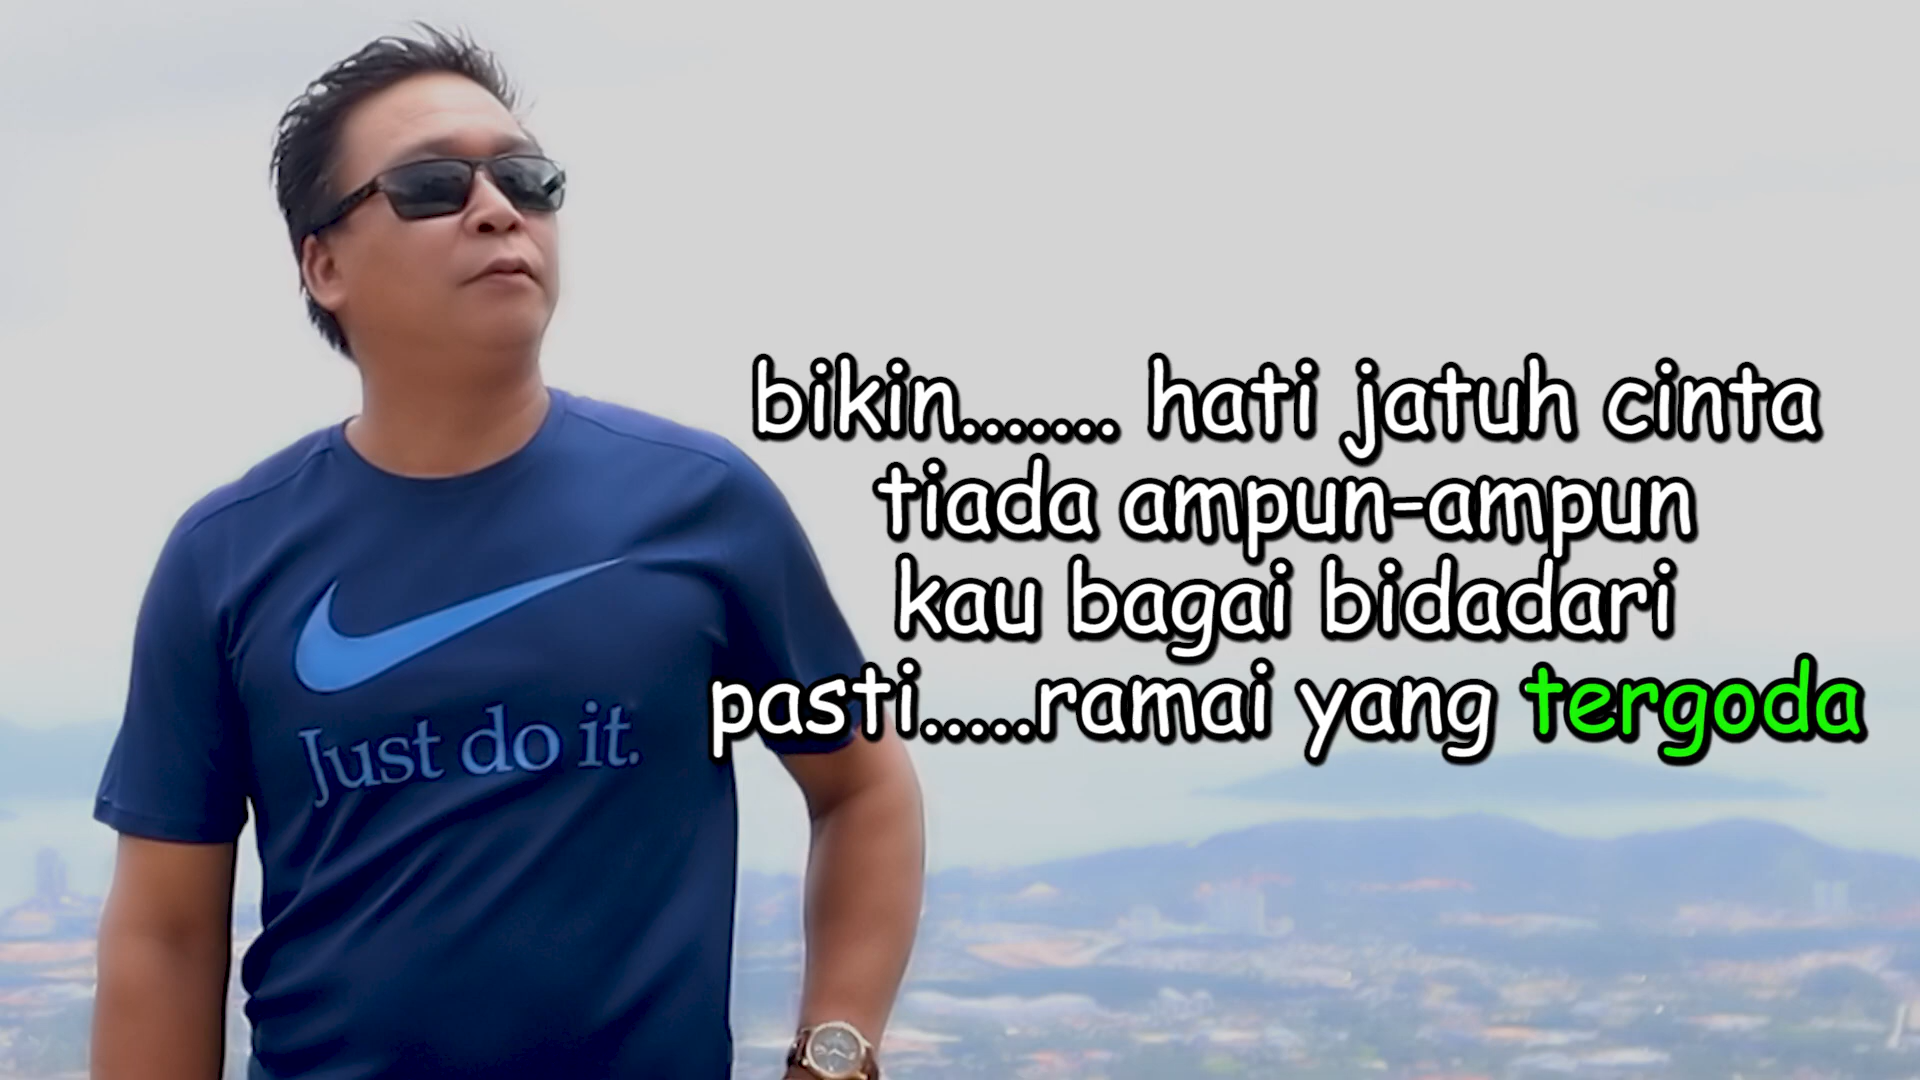 bikin....... hati jatuh cinta
tiada ampun-ampun
kau bagai bidadari
pasti.....ramai yang tergoda
Just do it.